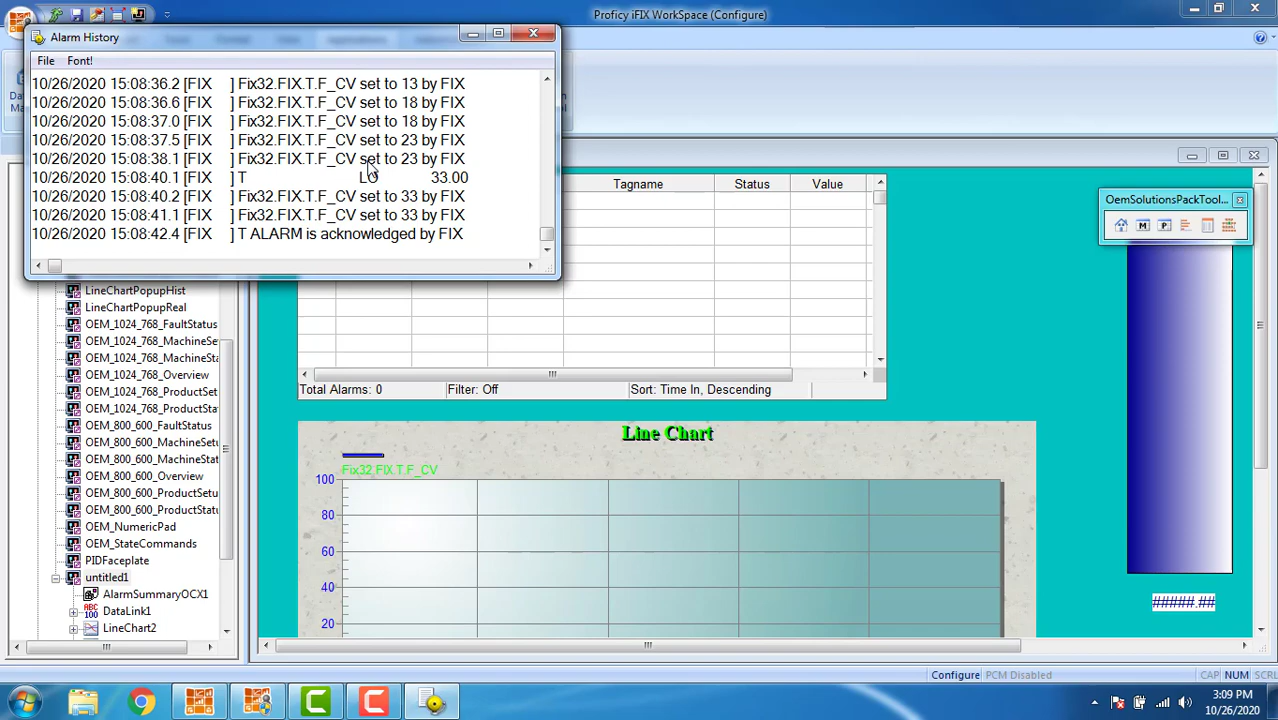 Proficy iFIX WorkSpace (Configure)
Alarm History
File Font!
10/26/2020 15:08:36.2 [FIX ] Fix32.FIX.T.F_CV set to 13 by FIX
10/26/2020 15:08:36.6 [FIX ] Fix32.FIX.T.F_CV set to 18 by FIX
10/26/2020 15:08:37.0 [FIX ] Fix32.FIX.T.F_CV set to 18 by FIX
10/26/2020 15:08:37.5 [FIX ] Fix32.FIX.T.F_CV set to 23 by FIX
10/26/2020 15:08:38.1 [FIX ] Fix32.FIX.T.F_CV set to 23 by FIX
10/26/2020 15:08:40.1 [FIX ] T LO 33.00
10/26/2020 15:08:40.2 [FIX ] Fix32.FIX.T.F_CV set to 33 by FIX
10/26/2020 15:08:41.1 [FIX ] Fix32.FIX.T.F_CV set to 33 by FIX
10/26/2020 15:08:42.4 [FIX ] T ALARM is acknowledged by FIX
Tagname Status Value
OemSolutionsPackTool...
M P
LineChartPopupHist
LineChartPopupReal
OEM_1024_768_FaultStatus
OEM_1024_768_MachineSet
OEM_1024_768_MachineSta
OEM_1024_768_Overview
OEM_1024_768_ProductSet
OEM_1024_768_ProductSta
OEM_800_600_FaultStatus
OEM_800_600_MachineSetu
OEM_800_600_MachineStat
OEM_800_600_Overview
OEM_800_600_ProductSetu
OEM_800_600_ProductStat
OEM_NumericPad
OEM_StateCommands
PIDFaceplate
untitled1
AlarmSummaryOCX1
ABC
100
DataLink1
LineChart2
Total Alarms: 0 Filter: Off Sort: Time In, Descending
Line Chart
Fix32.FIX.T.F_CV
100
80
60
40
20
######.##
Configure PCM Disabled CAP NUM SCRL
3:09 PM
10/26/2020